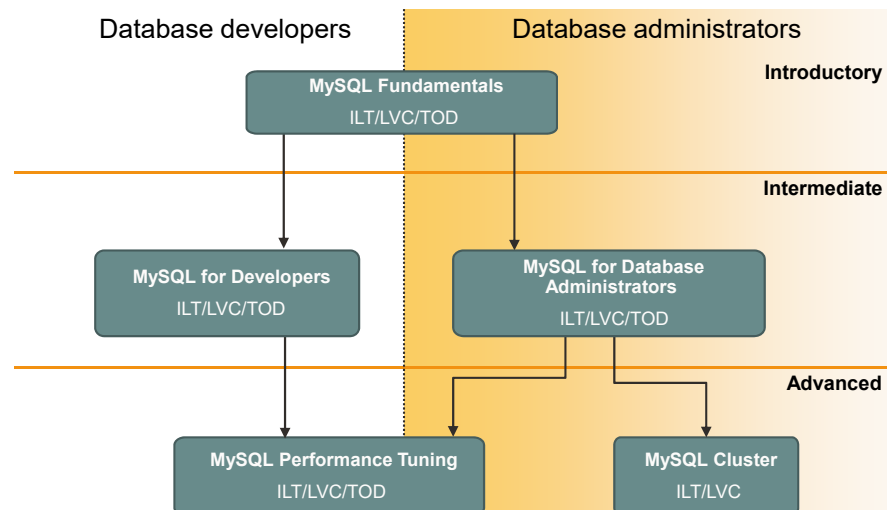 Database developers
Database administrators
Introductory
MySQL Fundamentals
ILT/LVC/TOD
Intermediate
MySQL for Developers
ILT/LVC/TOD
MySQL for Database
Administrators
ILT/LVC/TOD
Advanced
MySQL Performance Tuning
ILT/LVC/TOD
MySQL Cluster
ILT/LVC